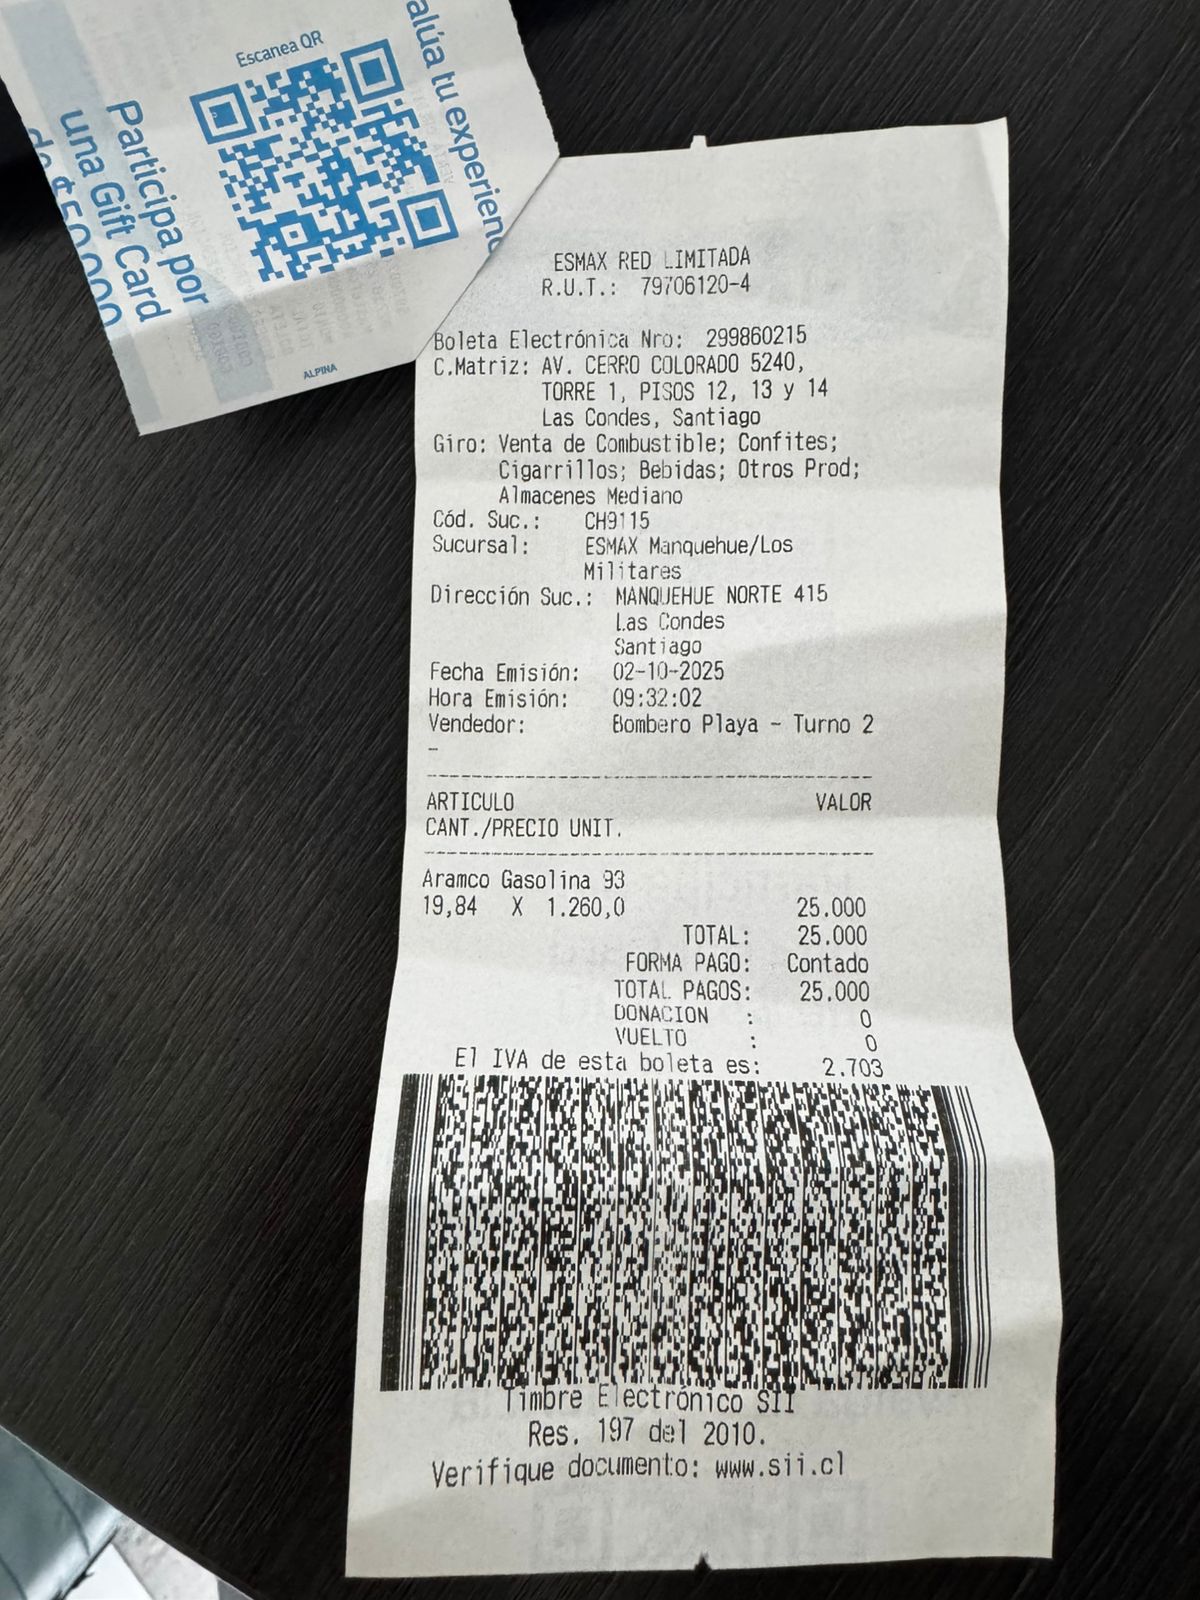 Escanea QR
alúa tu experien
Participa por
una Gift Card
de $50.000
ALPINA
ESMAX RED LIMITADA
R.U.T.: 79706120-4
Boleta Electrónica Nro: 299860215
C.Matriz: AV. CERRO COLORADO 5240,
TORRE 1, PISOS 12, 13 y 14
Las Condes, Santiago
Giro: Venta de Combustible; Confites;
Cigarrillos; Bebidas; Otros Prod;
Almacenes Mediano
Cód. Suc.: CH9115
Sucursal: ESMAX Manquehue/Los
Militares
Dirección Suc.: MANQUEHUE NORTE 415
Las Condes
Santiago
Fecha Emisión: 02-10-2025
Hora Emisión: 09:32:02
Vendedor: Bombero Playa - Turno 2
-
ARTICULO VALOR
CANT./PRECIO UNIT.
Aramco Gasolina 93
19,84 X 1.260,0 25.000
TOTAL: 25.000
FORMA PAGO: Contado
TOTAL PAGOS: 25.000
DONACION : 0
VUELTO : 0
El IVA de esta boleta es: 2.703
Timbre Electrónico SII
Res. 197 del 2010.
Verifique documento: www.sii.cl